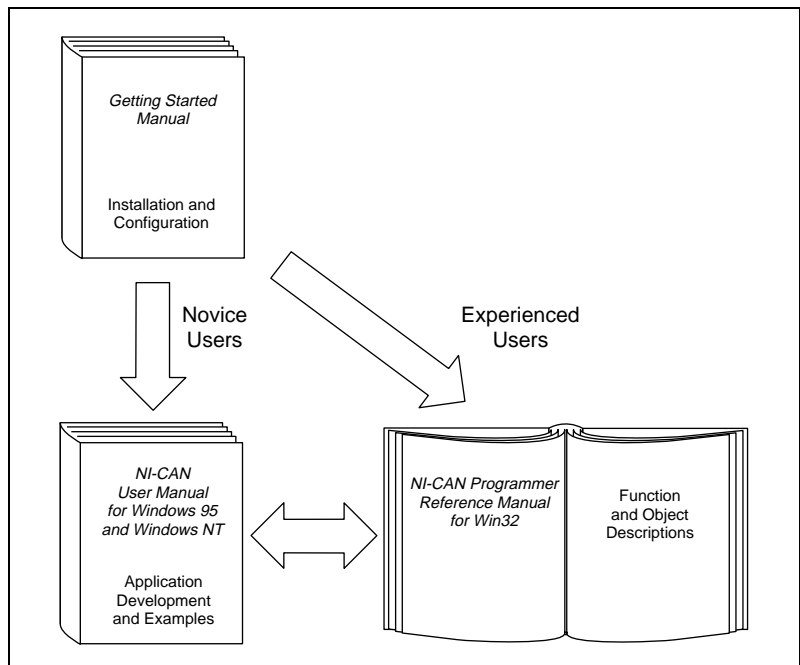 Getting Started
Manual
Installation and
Configuration
Novice
Users
Experienced
Users
NI-CAN
User Manual
for Windows 95
and Windows NT
Application
Development
and Examples
NI-CAN Programmer
Reference Manual
for Win32
Function
and Object
Descriptions